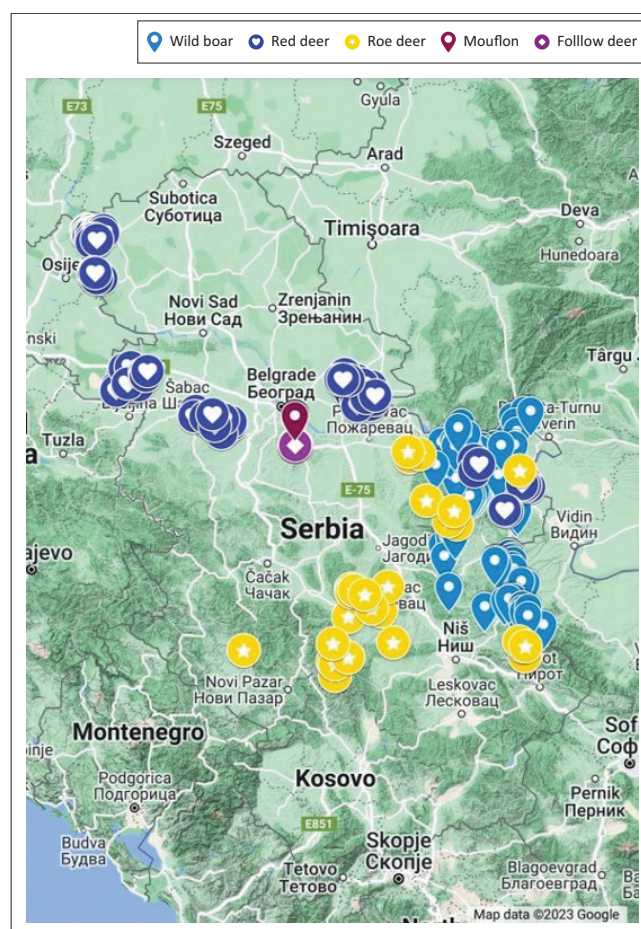 Wild boar Red deer Roe deer Mouflon Folllow deer
E73 E75
Gyula
Szeged
Arad
Subotica
Суботица
Deva
Timişoara
Hunedoara
Osije
Novi Sad
Нови Сад
Zrenjanin
Зрењанин
Târgu J
Šabac
Belgrade
Београд
Пожаревац
Tuzla
E-75
Serbia
Vidin
Видин
Jagod
Јагоди
ajevo
Čačak
Чачак
Niš
Ниш
Novi Pazar
Нови Пазар
Leskovac
Лесковац
Montenegro
Podgorica
Подгорица
Kosovo
Pernik
Перник
Budva
Будва
E851
Skopje
Скопје
Tetovo
Тетово
Blagoevgrad
Благоевград
Map data ©2023 Google